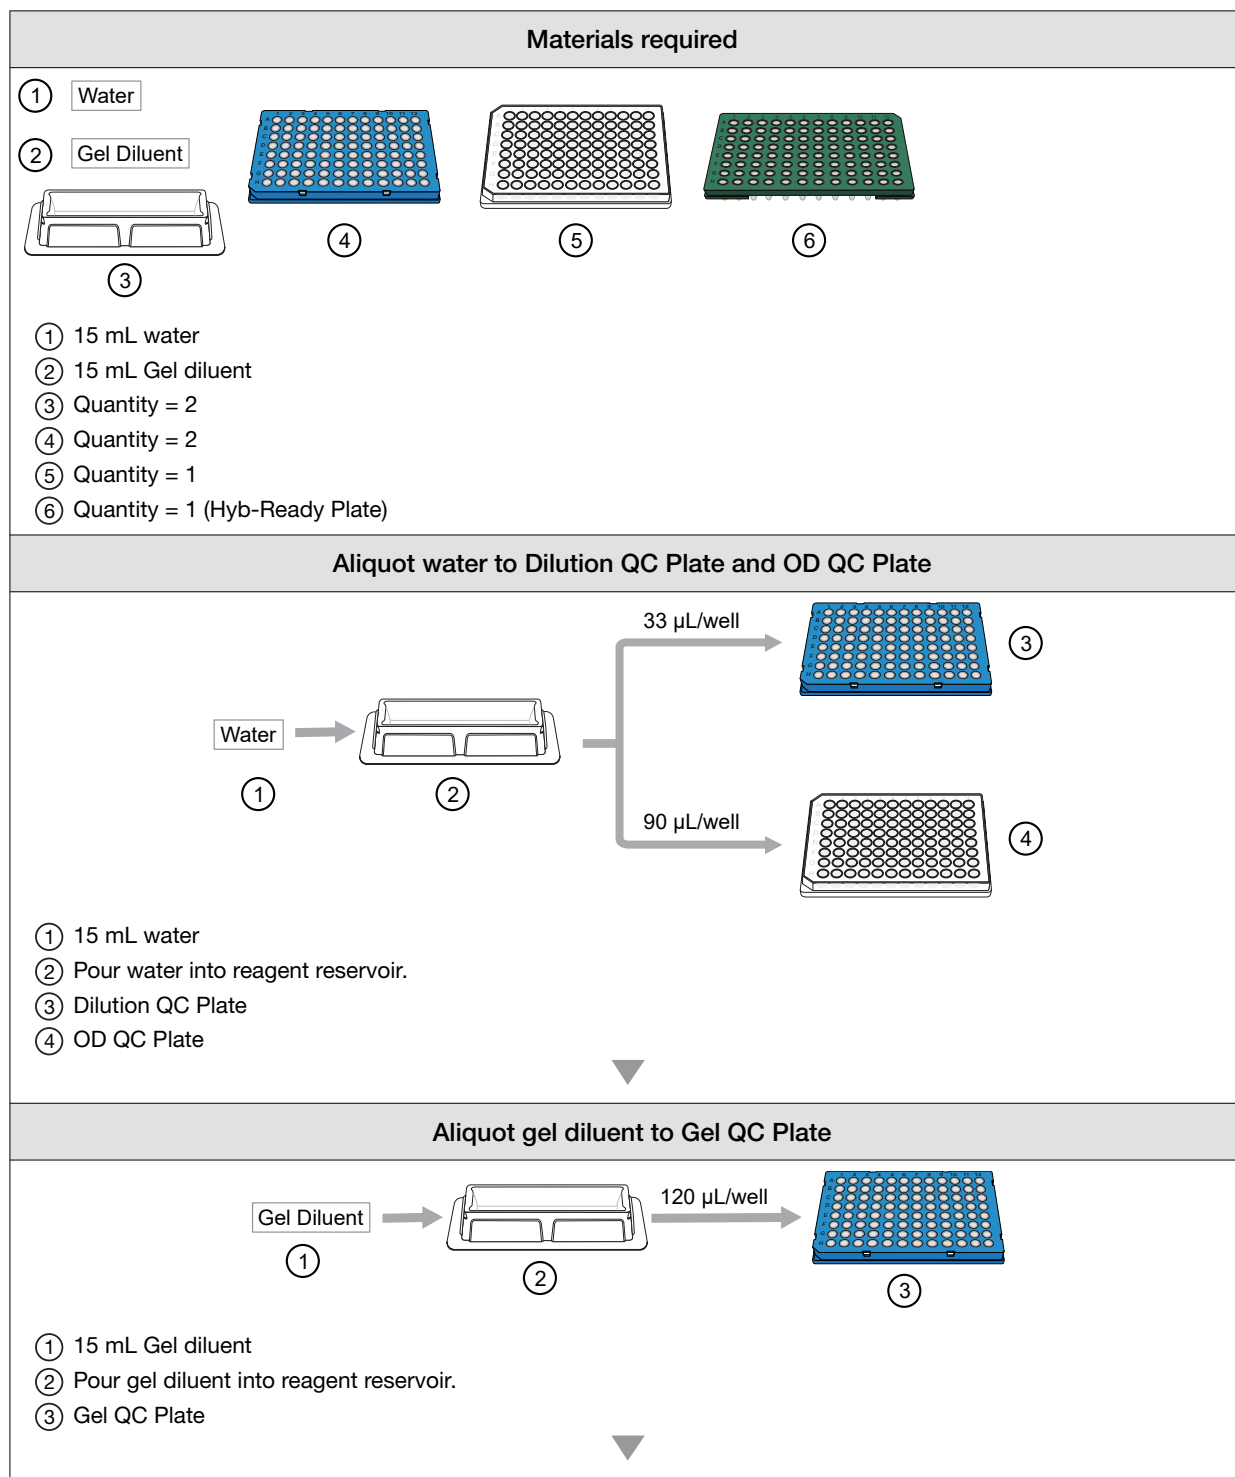 Materials required
① Water
② Gel Diluent
③
④
⑤
⑥
① 15 mL water
② 15 mL Gel diluent
③ Quantity = 2
④ Quantity = 2
⑤ Quantity = 1
⑥ Quantity = 1 (Hyb-Ready Plate)
Aliquot water to Dilution QC Plate and OD QC Plate
33 µL/well
③
Water
①
②
90 µL/well
④
① 15 mL water
② Pour water into reagent reservoir.
③ Dilution QC Plate
④ OD QC Plate
Aliquot gel diluent to Gel QC Plate
Gel Diluent
120 µL/well
①
②
③
① 15 mL Gel diluent
② Pour gel diluent into reagent reservoir.
③ Gel QC Plate